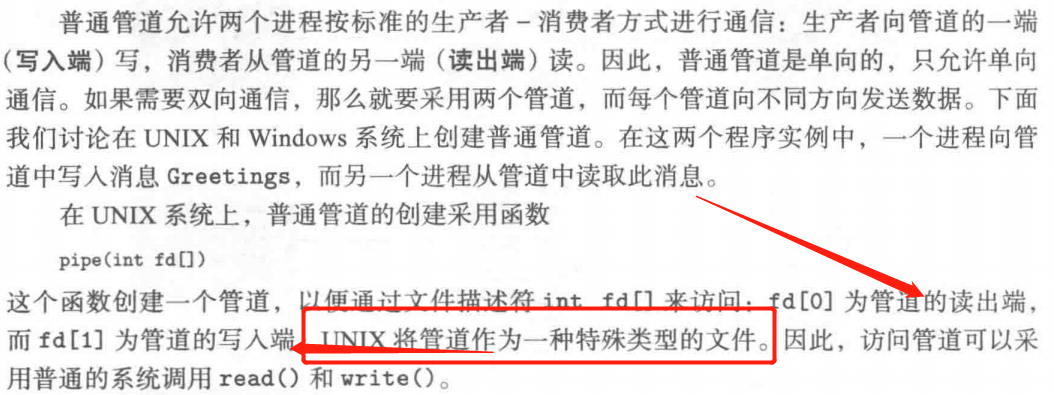 普通管道允许两个进程按标准的生产者－消费者方式进行通信：生产者向管道的一端
（写入端）写，消费者从管道的另一端（读出端）读。因此，普通管道是单向的，只允许单向
通信。如果需要双向通信，那么就要采用两个管道，而每个管道向不同方向发送数据。下面
我们讨论在 UNIX 和 Windows 系统上创建普通管道。在这两个程序实例中，一个进程向管
道中写入消息 Greetings，而另一个进程从管道中读取此消息。
在 UNIX 系统上，普通管道的创建采用函数
pipe(int fd[])
这个函数创建一个管道，以便通过文件描述符 int fd[] 来访问：fd[0] 为管道的读出端，
而 fd[1] 为管道的写入端。UNIX 将管道作为一种特殊类型的文件。因此，访问管道可以采
用普通的系统调用 read() 和 write()。